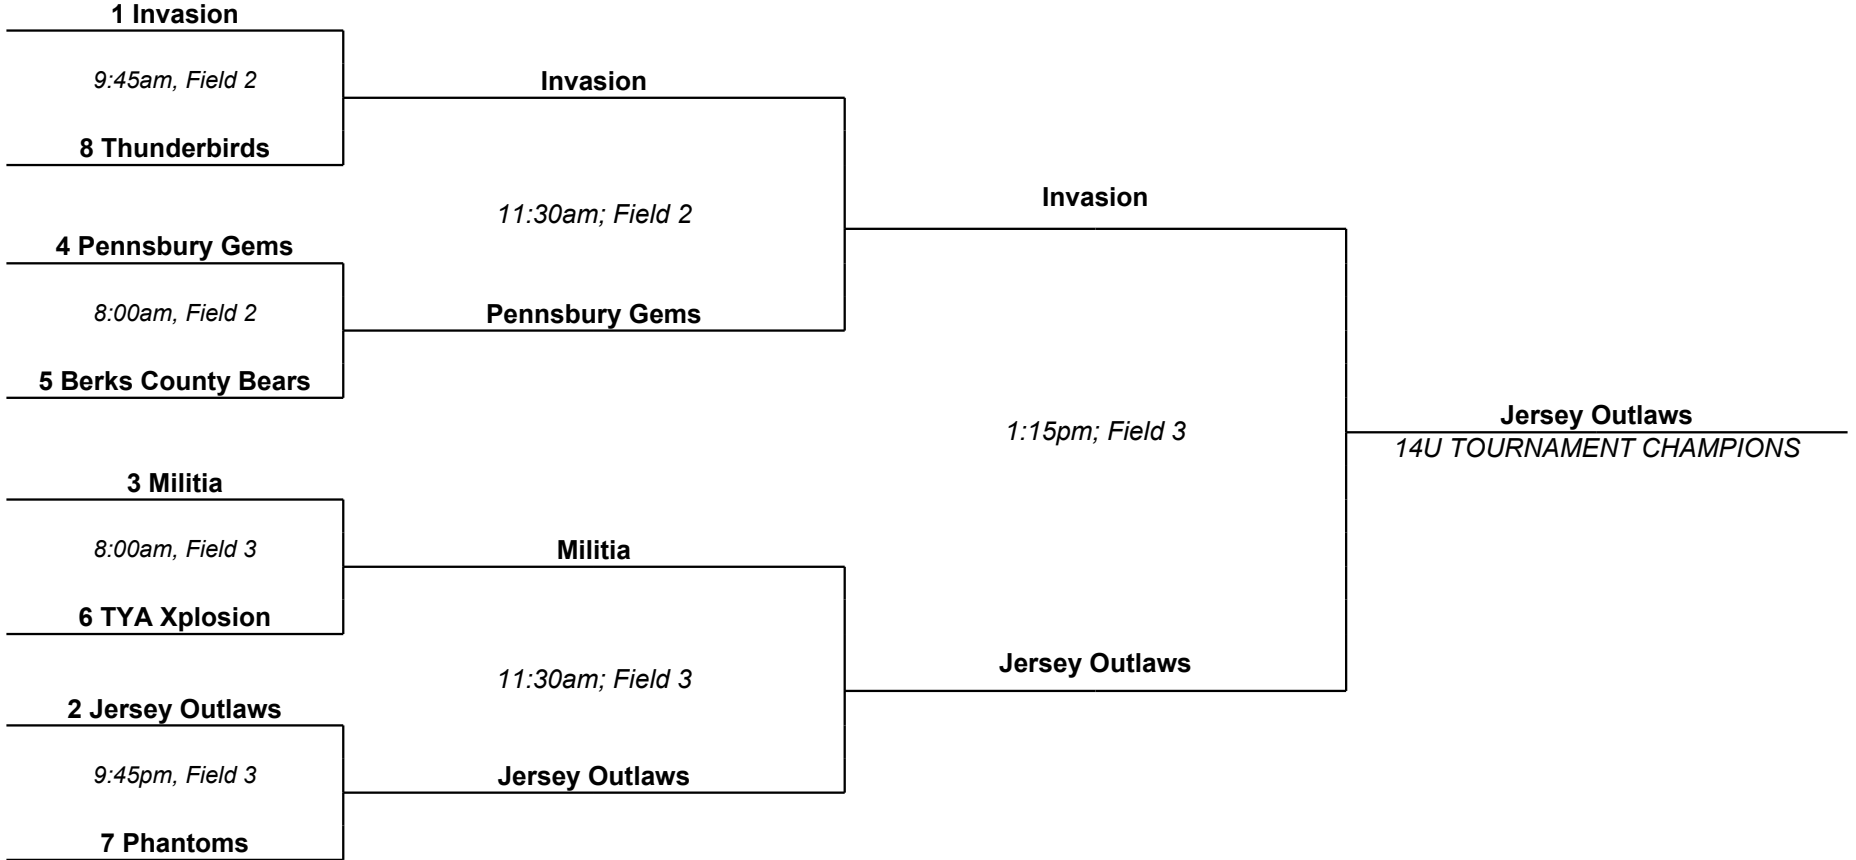 1 Invasion
9:45am, Field 2
Invasion
8 Thunderbirds
Invasion
11:30am; Field 2
4 Pennsbury Gems
8:00am, Field 2
Pennsbury Gems
5 Berks County Bears
Jersey Outlaws
1:15pm; Field 3
14U TOURNAMENT CHAMPIONS
3 Militia
8:00am, Field 3
Militia
6 TYA Xplosion
Jersey Outlaws
11:30am; Field 3
2 Jersey Outlaws
9:45pm, Field 3
Jersey Outlaws
7 Phantoms